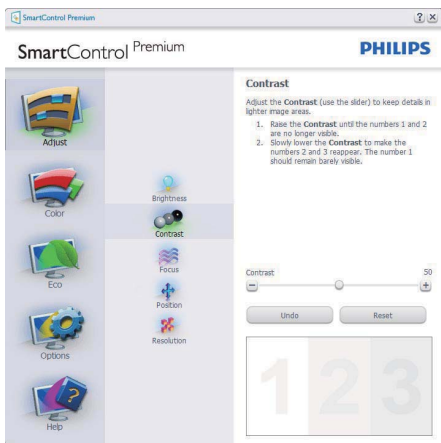 SmartControl Premium
SmartControl Premium
PHILIPS
Adjust
Color
Eco
Options
Help
Brightness
Contrast
Focus
Position
Resolution
Contrast
Adjust the Contrast (use the slider) to keep details in
lighter image areas.
1. Raise the Contrast until the numbers 1 and 2
are no longer visible.
2. Slowly lower the Contrast to make the
numbers 2 and 3 reappear. The number 1
should remain barely visible.
Contrast 50
Undo Reset
1 2 3